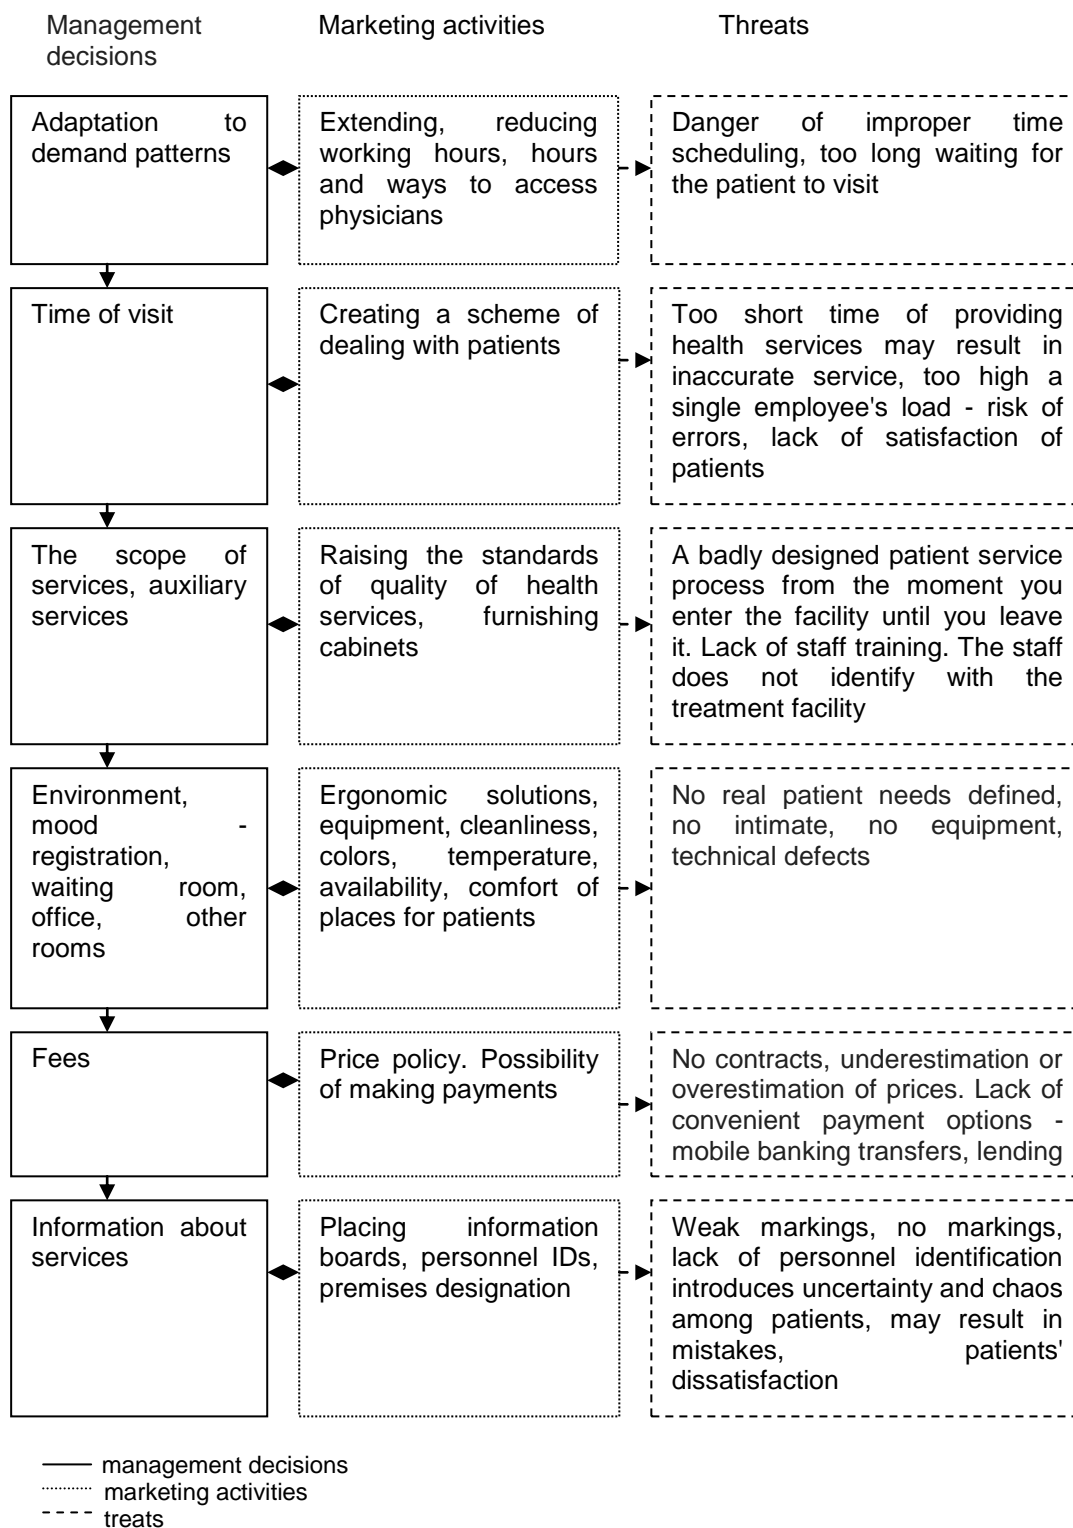 Management
decisions
Marketing activities
Threats
Adaptation to
demand patterns
Extending, reducing
working hours, hours
and ways to access
physicians
Danger of improper time
scheduling, too long waiting for
the patient to visit
Time of visit
Creating a scheme of
dealing with patients
Too short time of providing
health services may result in
inaccurate service, too high a
single employee's load - risk of
errors, lack of satisfaction of
patients
The scope of
services, auxiliary
services
Raising the standards
of quality of health
services, furnishing
cabinets
A badly designed patient service
process from the moment you
enter the facility until you leave
it. Lack of staff training. The staff
does not identify with the
treatment facility
Environment,
mood -
registration,
waiting room,
office, other
rooms
Ergonomic solutions,
equipment, cleanliness,
colors, temperature,
availability, comfort of
places for patients
No real patient needs defined,
no intimate, no equipment,
technical defects
Fees
Price policy. Possibility
of making payments
No contracts, underestimation or
overestimation of prices. Lack of
convenient payment options -
mobile banking transfers, lending
Information about
services
Placing information
boards, personnel IDs,
premises designation
Weak markings, no markings,
lack of personnel identification
introduces uncertainty and chaos
among patients, may result in
mistakes, patients'
dissatisfaction
management decisions
marketing activities
treats